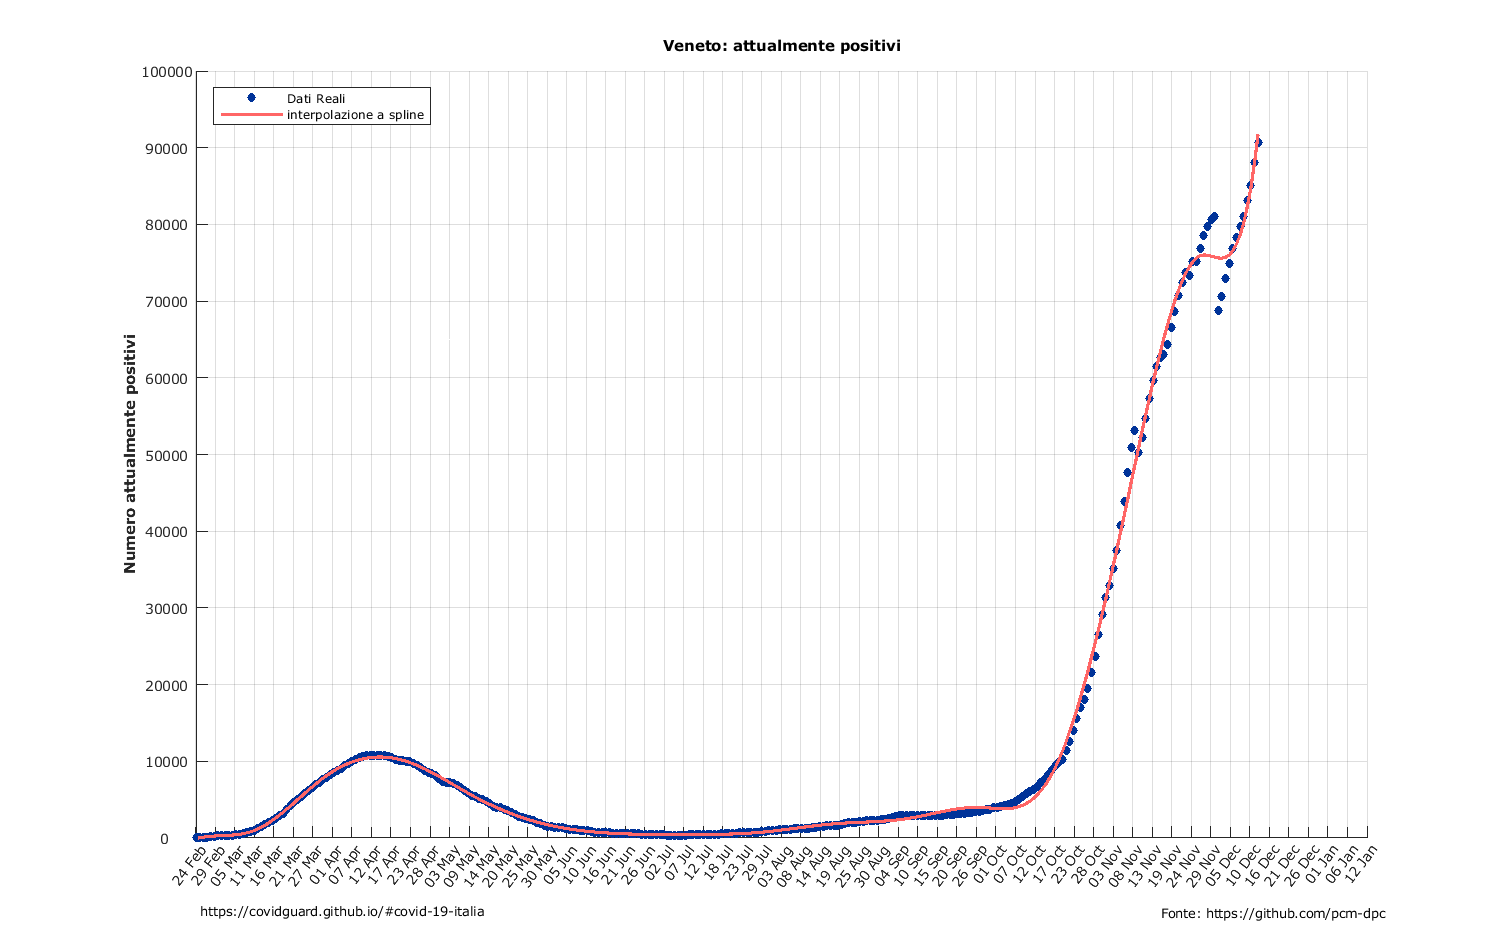 Veneto: attualmente positivi
100000
Dati Reali
interpolazione a spline
90000
80000
70000
60000
50000
40000
30000
20000
10000
0
Numero attualmente positivi
24 Feb
29 Feb
05 Mar
11 Mar
16 Mar
21 Mar
27 Mar
01 Apr
07 Apr
12 Apr
17 Apr
23 Apr
28 Apr
03 May
09 May
14 May
20 May
25 May
30 May
05 Jun
10 Jun
16 Jun
21 Jun
26 Jun
02 Jul
07 Jul
12 Jul
18 Jul
23 Jul
29 Jul
03 Aug
08 Aug
14 Aug
19 Aug
25 Aug
30 Aug
04 Sep
10 Sep
15 Sep
20 Sep
26 Sep
01 Oct
07 Oct
12 Oct
17 Oct
23 Oct
28 Oct
03 Nov
08 Nov
13 Nov
19 Nov
24 Nov
29 Nov
05 Dec
10 Dec
16 Dec
21 Dec
26 Dec
01 Jan
06 Jan
12 Jan
https://covidguard.github.io/#covid-19-italia
Fonte: https://github.com/pcm-dpc